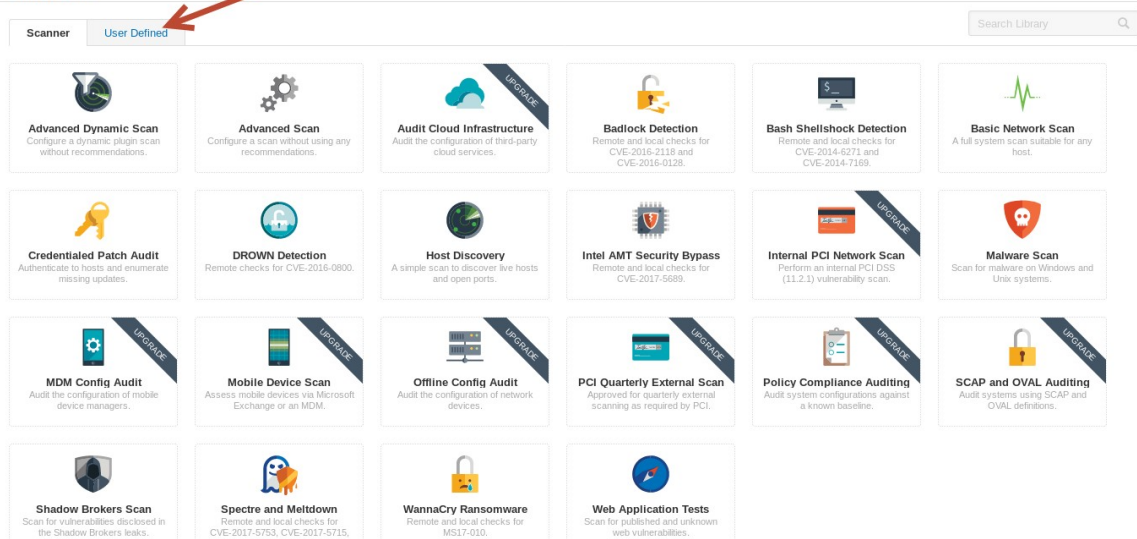 Scanner
User Defined
Search Library
UPGRADE
Advanced Dynamic Scan
Configure a dynamic plugin scan
without recommendations.
Advanced Scan
Configure a scan without using any
recommendations.
Audit Cloud Infrastructure
Audit the configuration of third-party
cloud services.
Badlock Detection
Remote and local checks for
CVE-2016-2118 and
CVE-2016-0128.
$_
Bash Shellshock Detection
Remote and local checks for
CVE-2014-6271 and
CVE-2014-7169.
Basic Network Scan
A full system scan suitable for any
host.
Credentialed Patch Audit
Authenticate to hosts and enumerate
missing updates.
DROWN Detection
Remote checks for CVE-2016-0800.
Host Discovery
A simple scan to discover live hosts
and open ports.
Intel AMT Security Bypass
Remote and local checks for
CVE-2017-5689.
UPGRADE
Internal PCI Network Scan
Perform an internal PCI DSS
(11.2.1) vulnerability scan.
Malware Scan
Scan for malware on Windows and
Unix systems.
UPGRADE
MDM Config Audit
Audit the configuration of mobile
device managers.
UPGRADE
Mobile Device Scan
Assess mobile devices via Microsoft
Exchange or an MDM.
UPGRADE
Offline Config Audit
Audit the configuration of network
devices.
UPGRADE
PCI Quarterly External Scan
Approved for quarterly external
scanning as required by PCI.
UPGRADE
Policy Compliance Auditing
Audit system configurations against
a known baseline.
UPGRADE
SCAP and OVAL Auditing
Audit systems using SCAP and
OVAL definitions.
Shadow Brokers Scan
Scan for vulnerabilities disclosed in
the Shadow Brokers leaks.
Spectre and Meltdown
Remote and local checks for
CVE-2017-5753, CVE-2017-5715,
WannaCry Ransomware
Remote and local checks for
MS17-010.
Web Application Tests
Scan for published and unknown
web vulnerabilities.